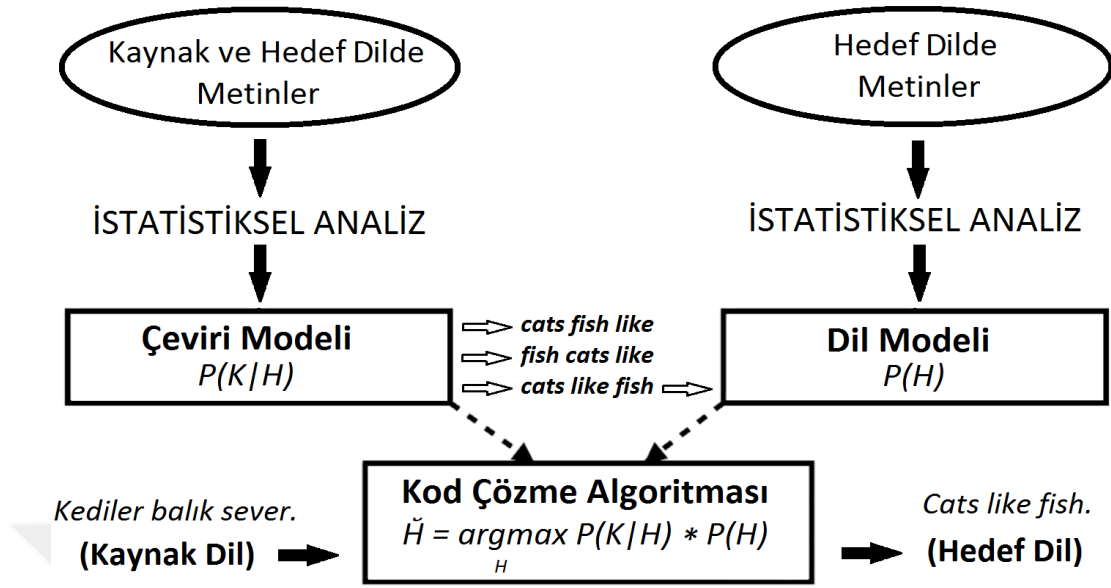 Kaynak ve Hedef Dilde
Metinler
Hedef Dilde
Metinler
İSTATİSTİKSEL ANALİZ
İSTATİSTİKSEL ANALİZ
Çeviri Modeli
P(K|H)
cats fish like
fish cats like
cats like fish
Dil Modeli
P(H)
Kediler balık sever.
(Kaynak Dil)
Kod Çözme Algoritması
Ȟ = argmax P(K|H) * P(H)
H
Cats like fish.
(Hedef Dil)